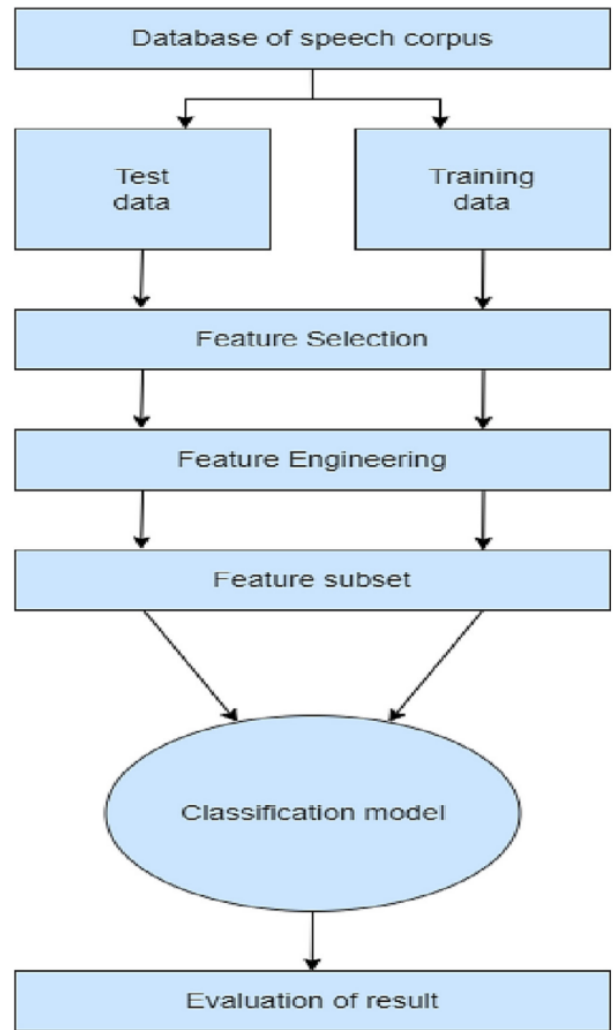 Database of speech corpus
Test
data
Training
data
Feature Selection
Feature Engineering
Feature subset
Classification model
Evaluation of result